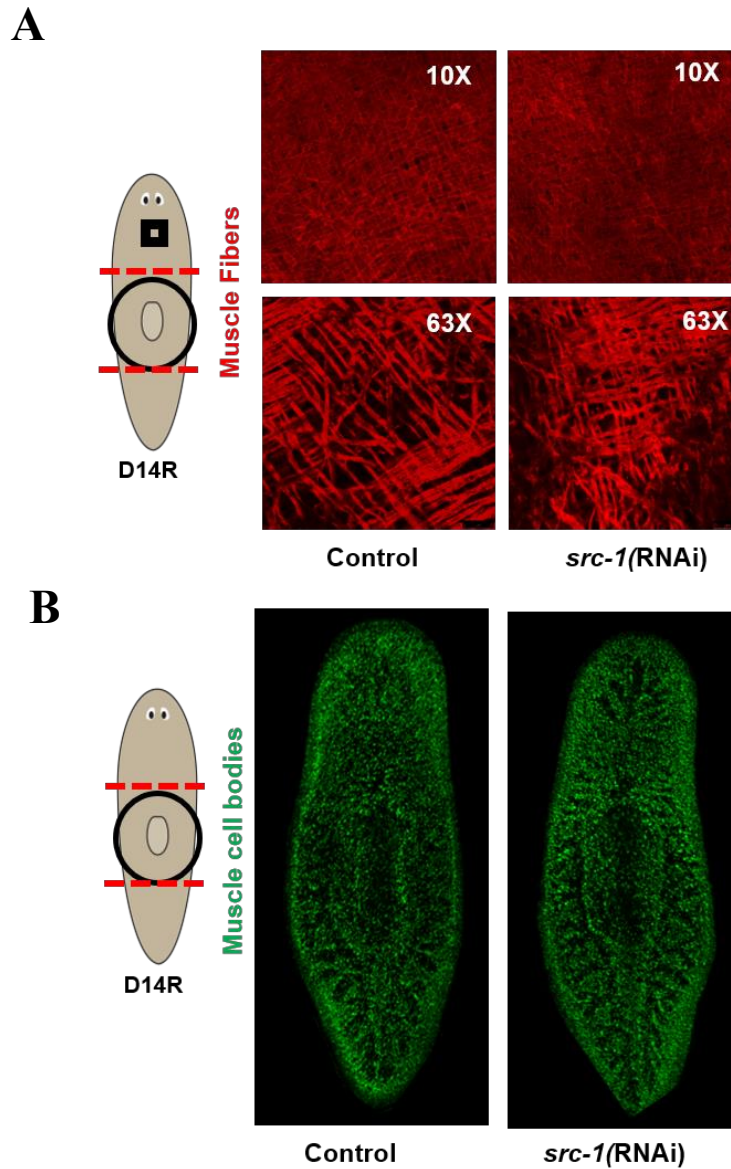 A
10X
10X
Muscle Fibers
63X
63X
D14R
Control
src-1(RNAi)
B
Muscle cell bodies
D14R
Control
src-1(RNAi)